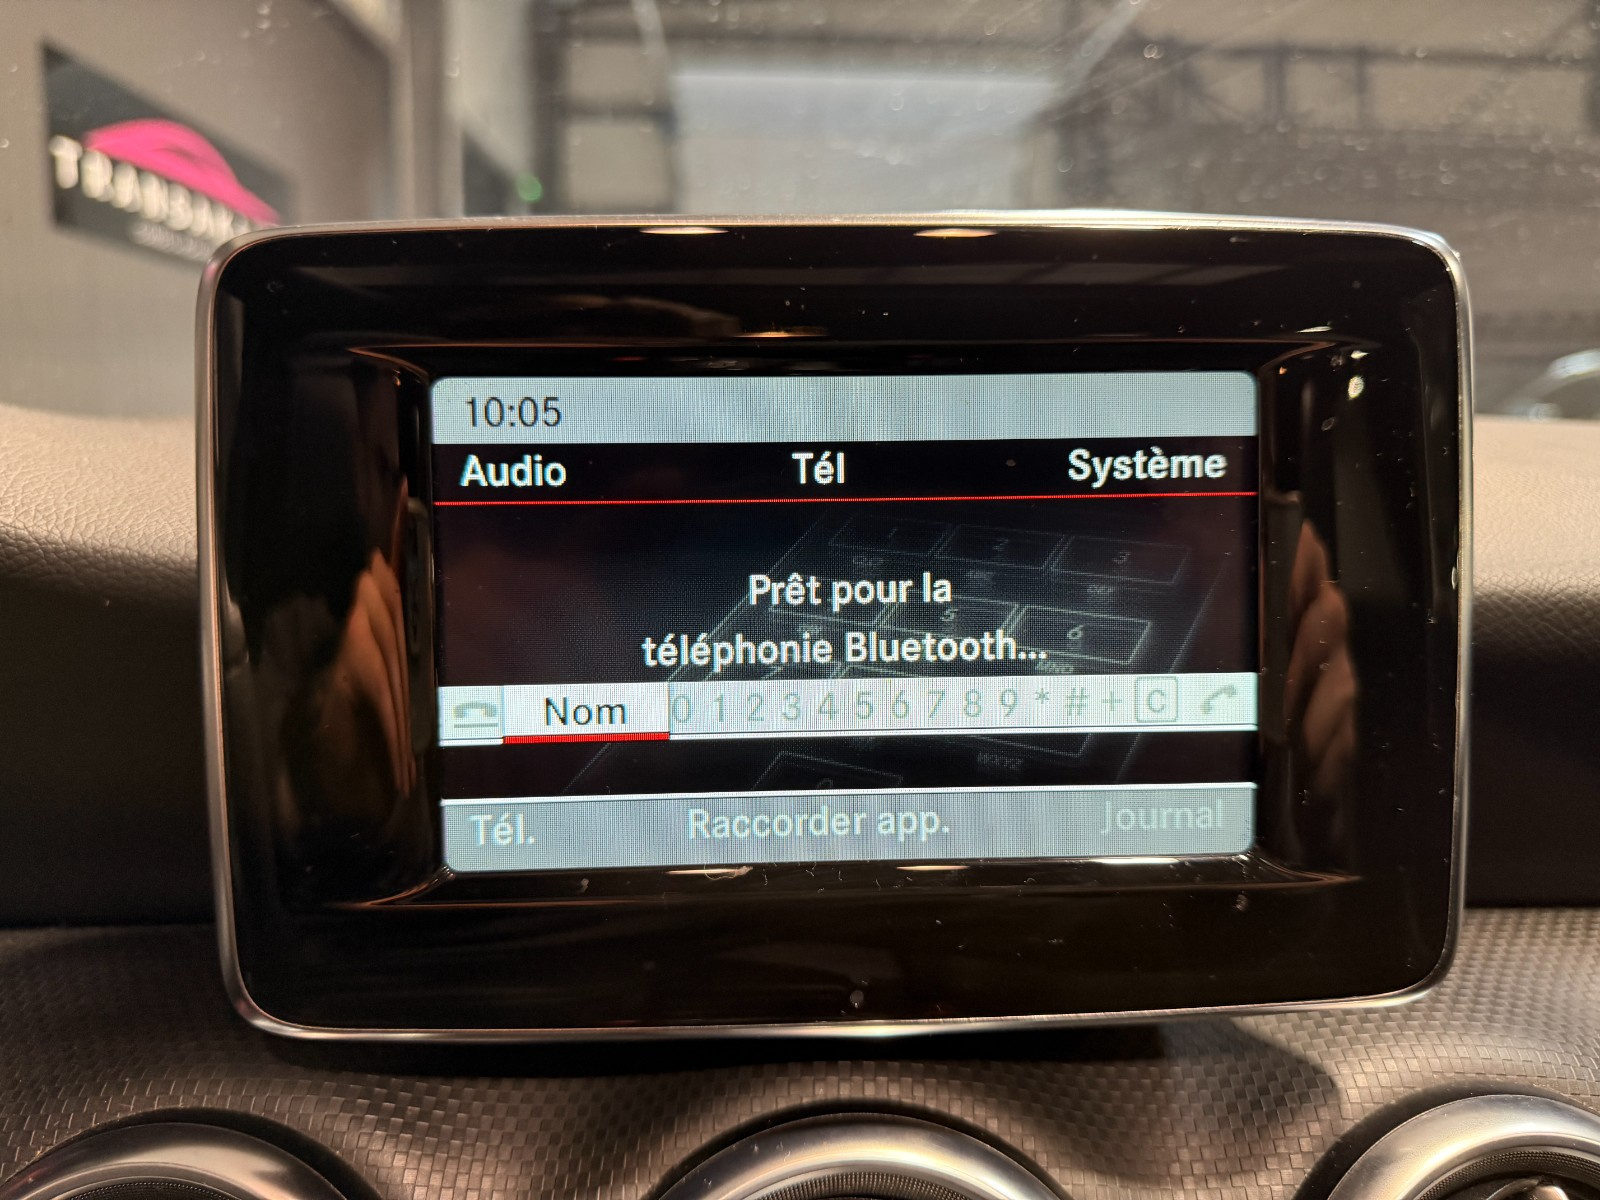 10:05
Audio Tél Système
Prêt pour la
téléphonie Bluetooth...
Nom 0 1 2 3 4 5 6 7 8 9 * # + C
Tél. Raccorder app. Journal